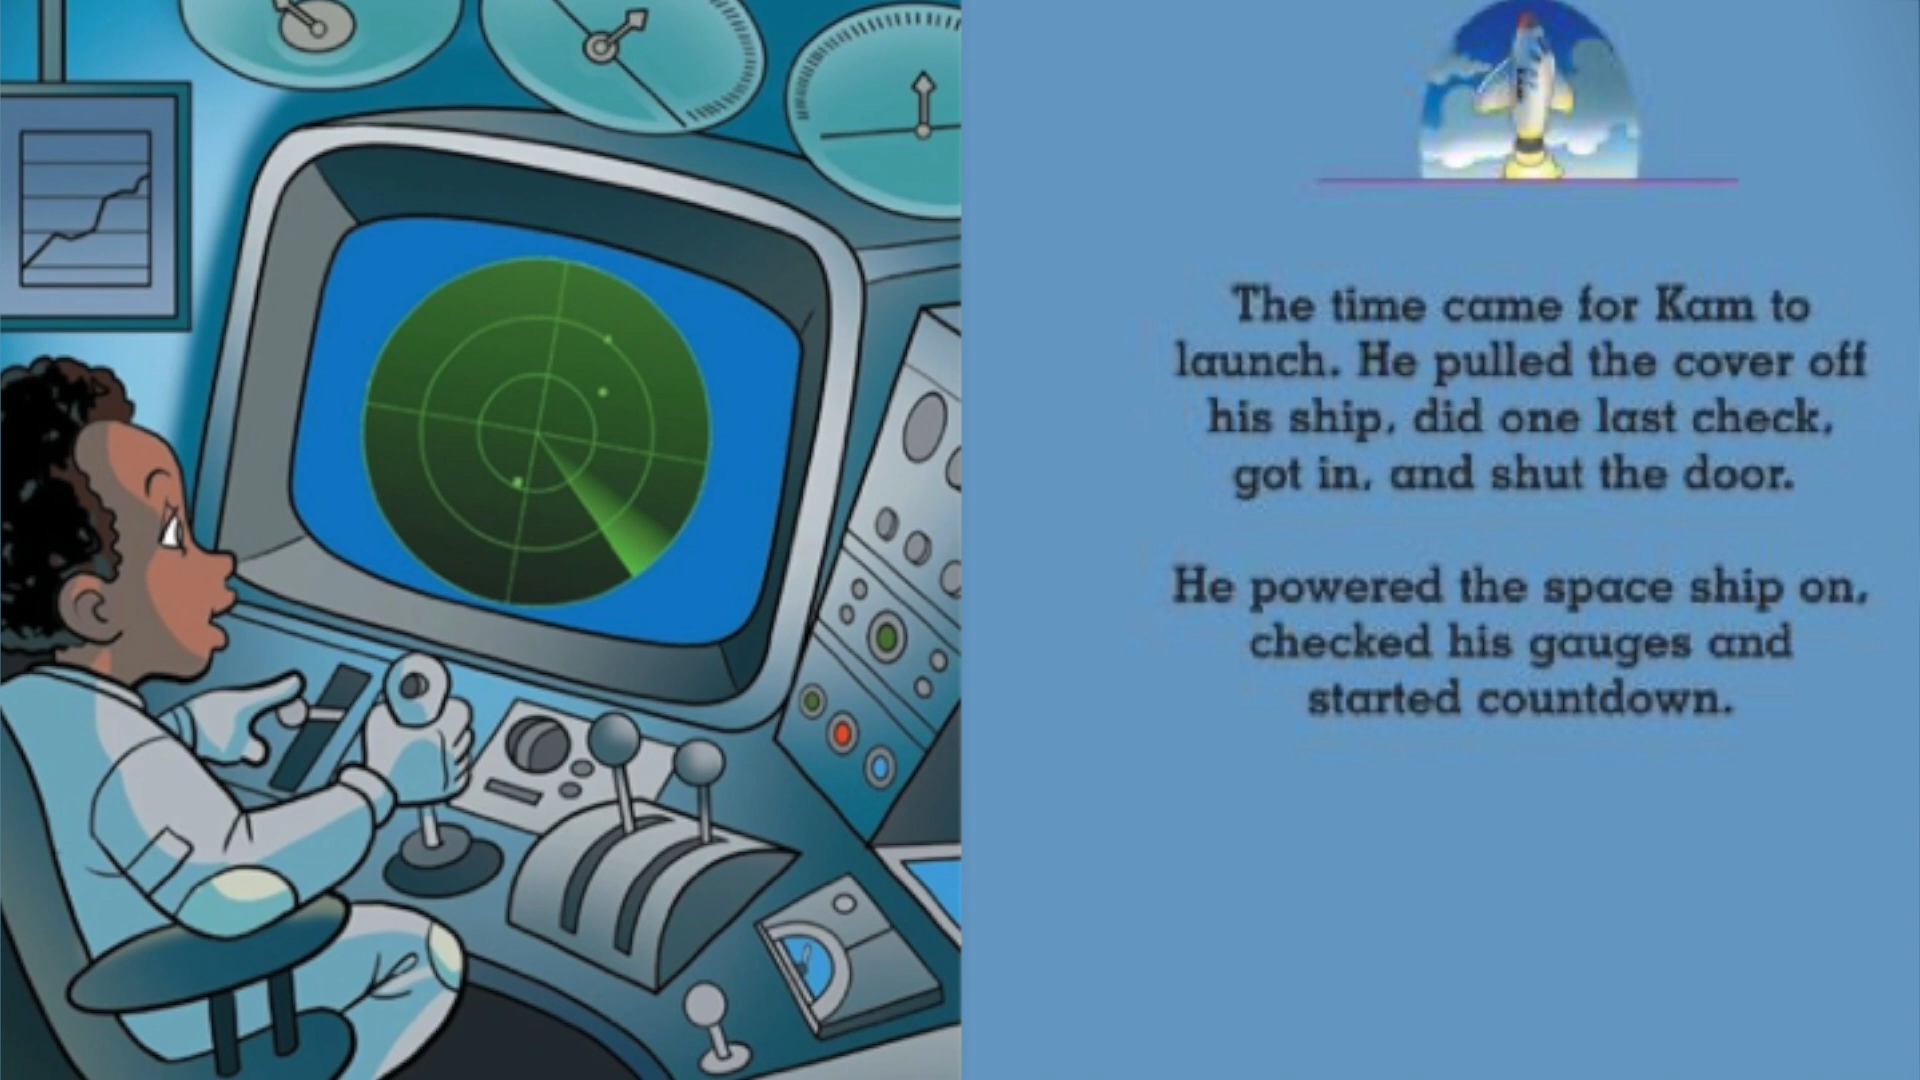 The time came for Kam to
launch. He pulled the cover off
his ship, did one last check,
got in, and shut the door.
He powered the space ship on,
checked his gauges and
started countdown.